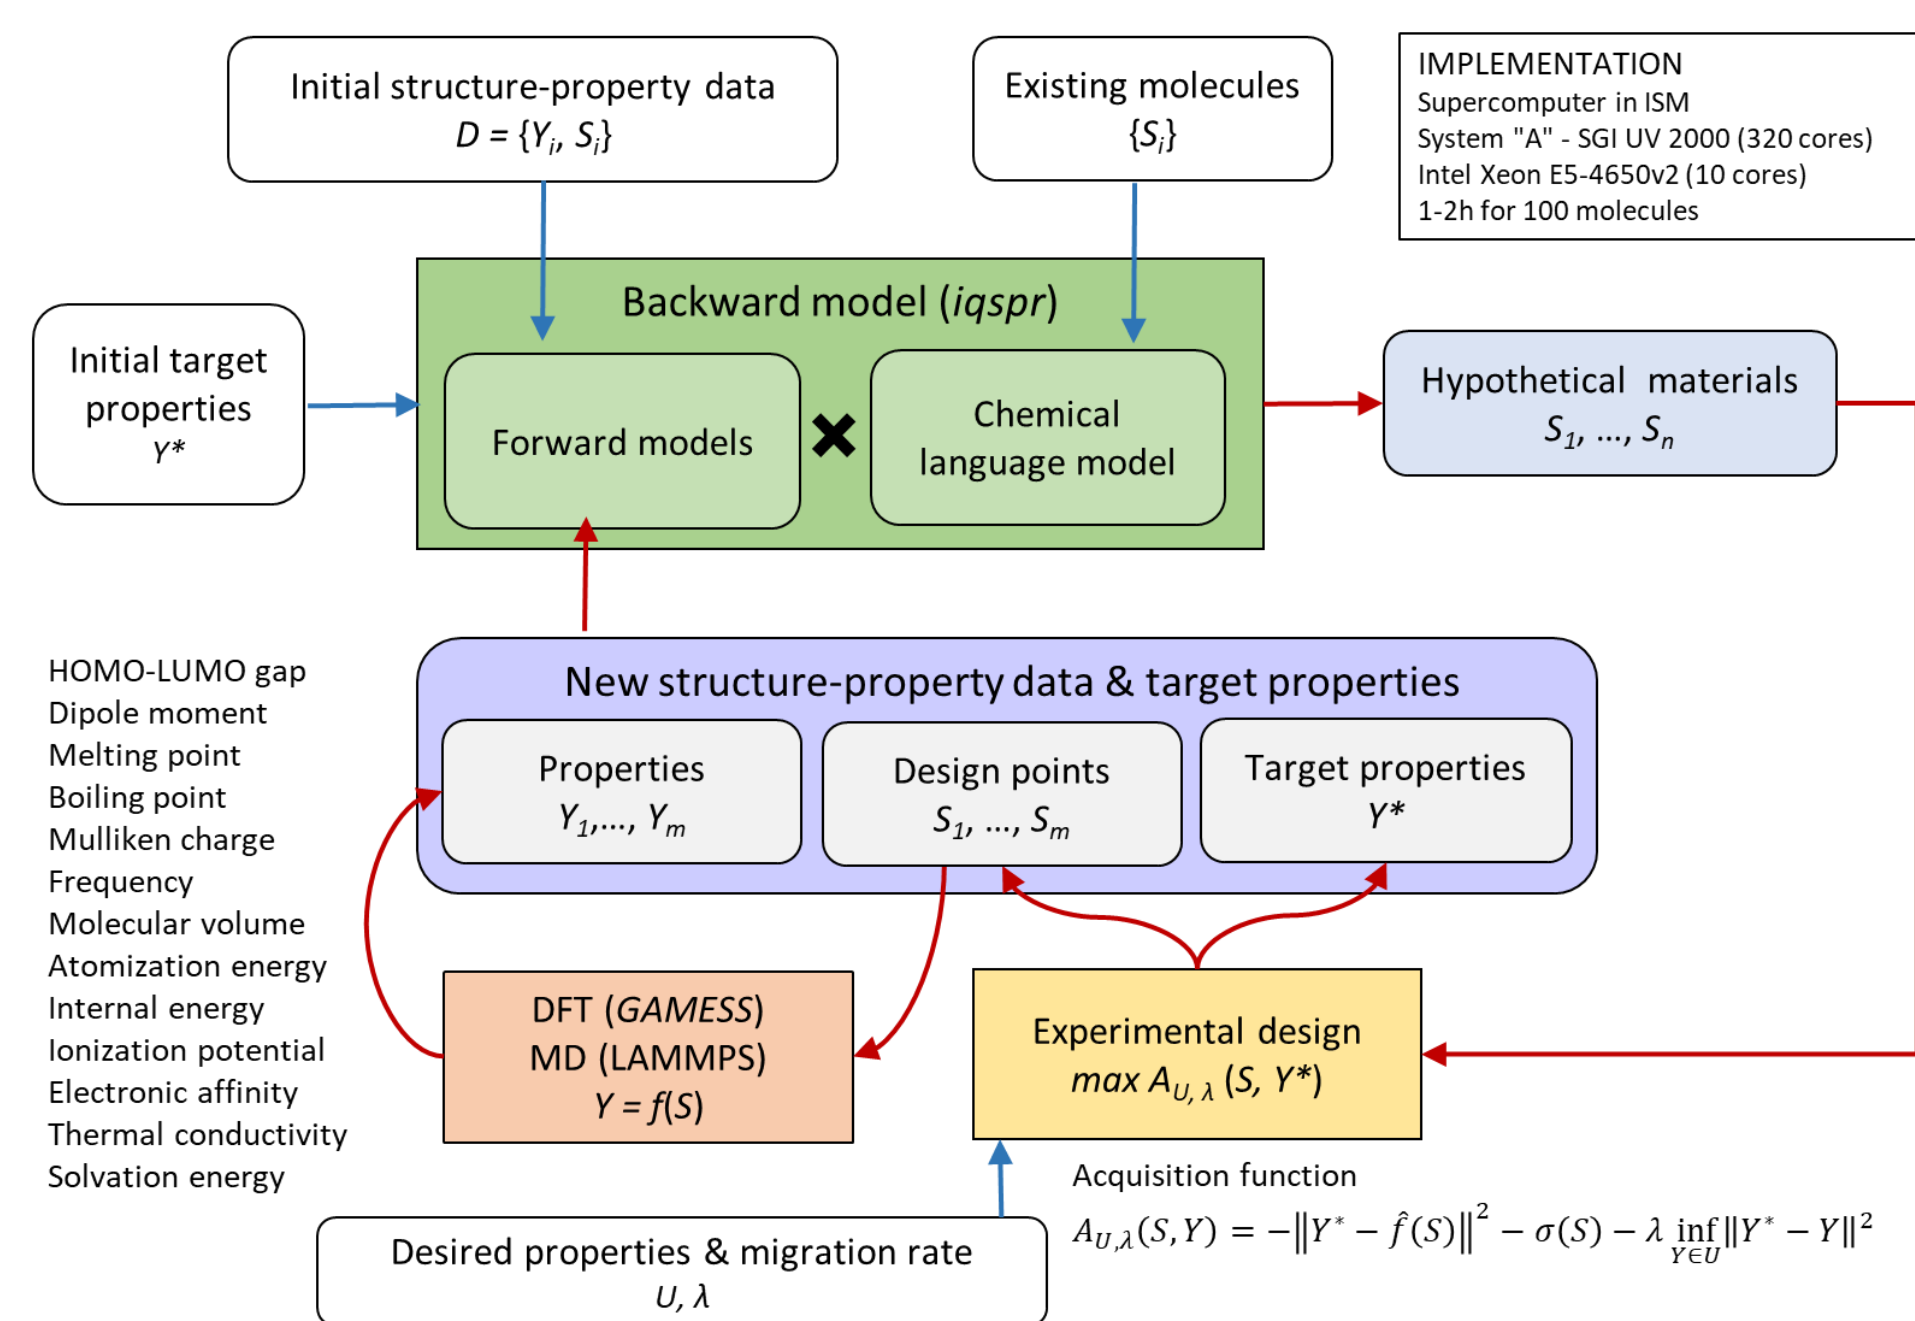 Initial structure-property data
D = {Yi, Si}
Existing molecules
{Si}
IMPLEMENTATION
Supercomputer in ISM
System "A" - SGI UV 2000 (320 cores)
Intel Xeon E5-4650v2 (10 cores)
1-2h for 100 molecules
Initial target
properties
Y*
Backward model (iqspr)
Forward models
Chemical
language model
Hypothetical materials
S1, ..., Sn
New structure-property data & target properties
Properties
Y1,..., Ym
Design points
S1, ..., Sm
Target properties
Y*
HOMO-LUMO gap
Dipole moment
Melting point
Boiling point
Mulliken charge
Frequency
Molecular volume
Atomization energy
Internal energy
Ionization potential
Electronic affinity
Thermal conductivity
Solvation energy
DFT (GAMESS)
MD (LAMMPS)
Y = f(S)
Experimental design
max AU, λ (S, Y*)
Desired properties & migration rate
U, λ
Acquisition function
AU,λ(S, Y) = −‖Y* − f̂(S)‖² − σ(S) − λ inf Y∈U ‖Y* − Y‖²